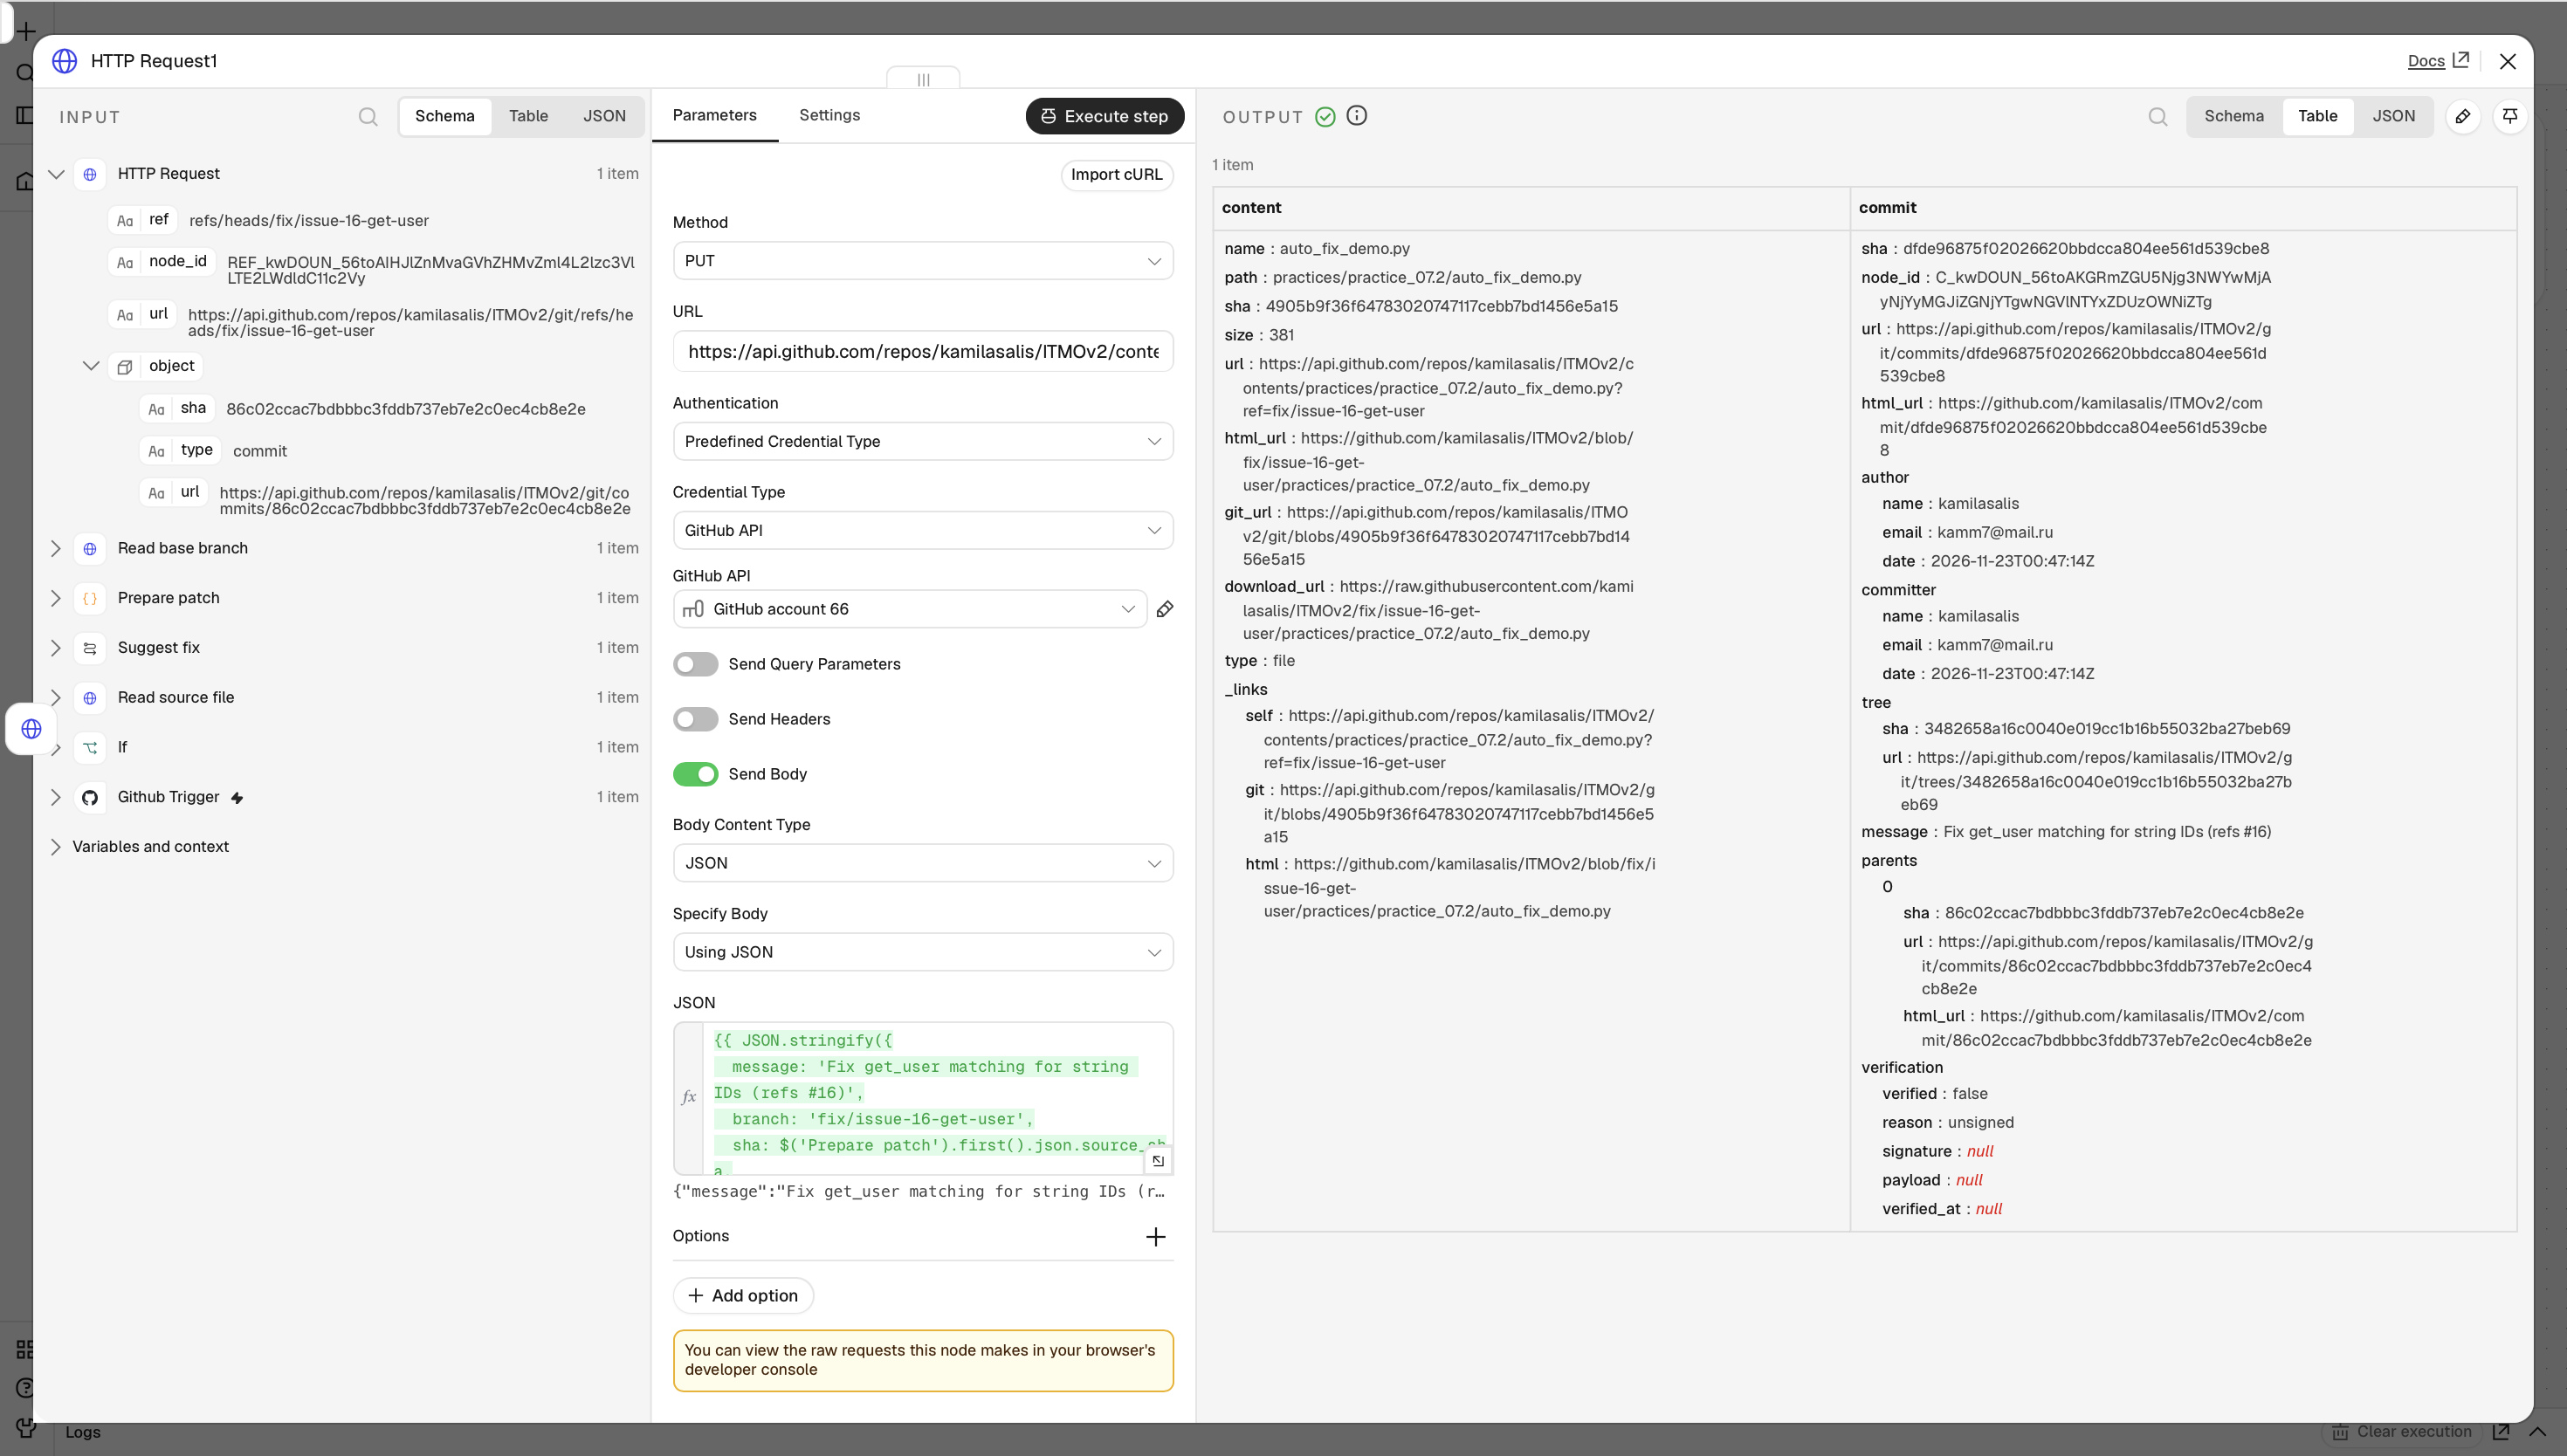 HTTP Request1
Docs
INPUT
Schema
Table
JSON
HTTP Request
1 item
Aa ref refs/heads/fix/issue-16-get-user
Aa node_id REF_kwDOUN_56toAIHJlZnMvaGVhZHMvZml4L2lzc3Vl
LTE2LWdldC11c2Vy
Aa url https://api.github.com/repos/kamilasalis/ITMOv2/git/refs/he
ads/fix/issue-16-get-user
object
Aa sha 86c02ccac7bdbbbc3fddb737eb7e2c0ec4cb8e2e
Aa type commit
Aa url https://api.github.com/repos/kamilasalis/ITMOv2/git/co
mmits/86c02ccac7bdbbbc3fddb737eb7e2c0ec4cb8e2e
Read base branch
1 item
Prepare patch
1 item
Suggest fix
1 item
Read source file
1 item
If
1 item
Github Trigger
1 item
Variables and context
Parameters
Settings
Execute step
Import cURL
Method
PUT
URL
https://api.github.com/repos/kamilasalis/ITMOv2/conte
Authentication
Predefined Credential Type
Credential Type
GitHub API
GitHub API
GitHub account 66
Send Query Parameters
Send Headers
Send Body
Body Content Type
JSON
Specify Body
Using JSON
JSON
fx
{{ JSON.stringify({
message: 'Fix get_user matching for string
IDs (refs #16)',
branch: 'fix/issue-16-get-user',
sha: $('Prepare patch').first().json.source_sh
a,
{"message":"Fix get_user matching for string IDs (r…
Options
Add option
You can view the raw requests this node makes in your browser's
developer console
OUTPUT
Schema
Table
JSON
1 item
content
name : auto_fix_demo.py
path : practices/practice_07.2/auto_fix_demo.py
sha : 4905b9f36f64783020747117cebb7bd1456e5a15
size : 381
url : https://api.github.com/repos/kamilasalis/ITMOv2/c
ontents/practices/practice_07.2/auto_fix_demo.py?
ref=fix/issue-16-get-user
html_url : https://github.com/kamilasalis/ITMOv2/blob/
fix/issue-16-get-
user/practices/practice_07.2/auto_fix_demo.py
git_url : https://api.github.com/repos/kamilasalis/ITMO
v2/git/blobs/4905b9f36f64783020747117cebb7bd14
56e5a15
download_url : https://raw.githubusercontent.com/kami
lasalis/ITMOv2/fix/issue-16-get-
user/practices/practice_07.2/auto_fix_demo.py
type : file
_links
self : https://api.github.com/repos/kamilasalis/ITMOv2/
contents/practices/practice_07.2/auto_fix_demo.py?
ref=fix/issue-16-get-user
git : https://api.github.com/repos/kamilasalis/ITMOv2/g
it/blobs/4905b9f36f64783020747117cebb7bd1456e5
a15
html : https://github.com/kamilasalis/ITMOv2/blob/fix/i
ssue-16-get-
user/practices/practice_07.2/auto_fix_demo.py
commit
sha : dfde96875f02026620bbdcca804ee561d539cbe8
node_id : C_kwDOUN_56toAKGRmZGU5Njg3NWYwMjA
yNjYyMGJiZGNjYTgwNGVlNTYxZDUzOWNiZTg
url : https://api.github.com/repos/kamilasalis/ITMOv2/g
it/commits/dfde96875f02026620bbdcca804ee561d
539cbe8
html_url : https://github.com/kamilasalis/ITMOv2/com
mit/dfde96875f02026620bbdcca804ee561d539cbe
8
author
name : kamilasalis
email : kamm7@mail.ru
date : 2026-11-23T00:47:14Z
committer
name : kamilasalis
email : kamm7@mail.ru
date : 2026-11-23T00:47:14Z
tree
sha : 3482658a16c0040e019cc1b16b55032ba27beb69
url : https://api.github.com/repos/kamilasalis/ITMOv2/g
it/trees/3482658a16c0040e019cc1b16b55032ba27b
eb69
message : Fix get_user matching for string IDs (refs #16)
parents
0
sha : 86c02ccac7bdbbbc3fddb737eb7e2c0ec4cb8e2e
url : https://api.github.com/repos/kamilasalis/ITMOv2/g
it/commits/86c02ccac7bdbbbc3fddb737eb7e2c0ec4
cb8e2e
html_url : https://github.com/kamilasalis/ITMOv2/com
mit/86c02ccac7bdbbbc3fddb737eb7e2c0ec4cb8e2e
verification
verified : false
reason : unsigned
signature : null
payload : null
verified_at : null
Logs
Clear execution